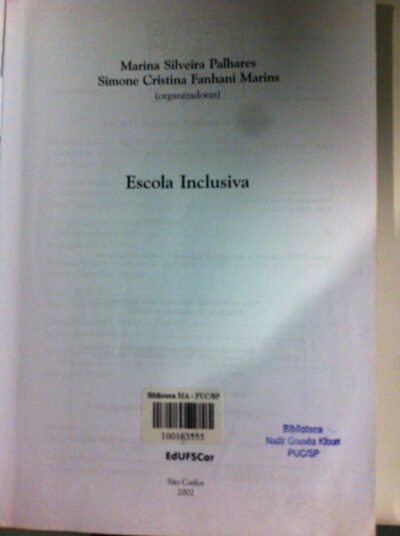 Marina Silveira Palhares
Simone Cristina Fanhani Marins
(organizadoras)
Escola Inclusiva
Biblioteca MA - PUC/SP
100163555
EdUFSCar
São Carlos
2002
Biblioteca
Nadir Gouvêa Kfouri
PUC/SP